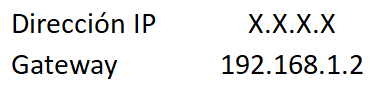 Dirección IP X.X.X.X
Gateway 192.168.1.2